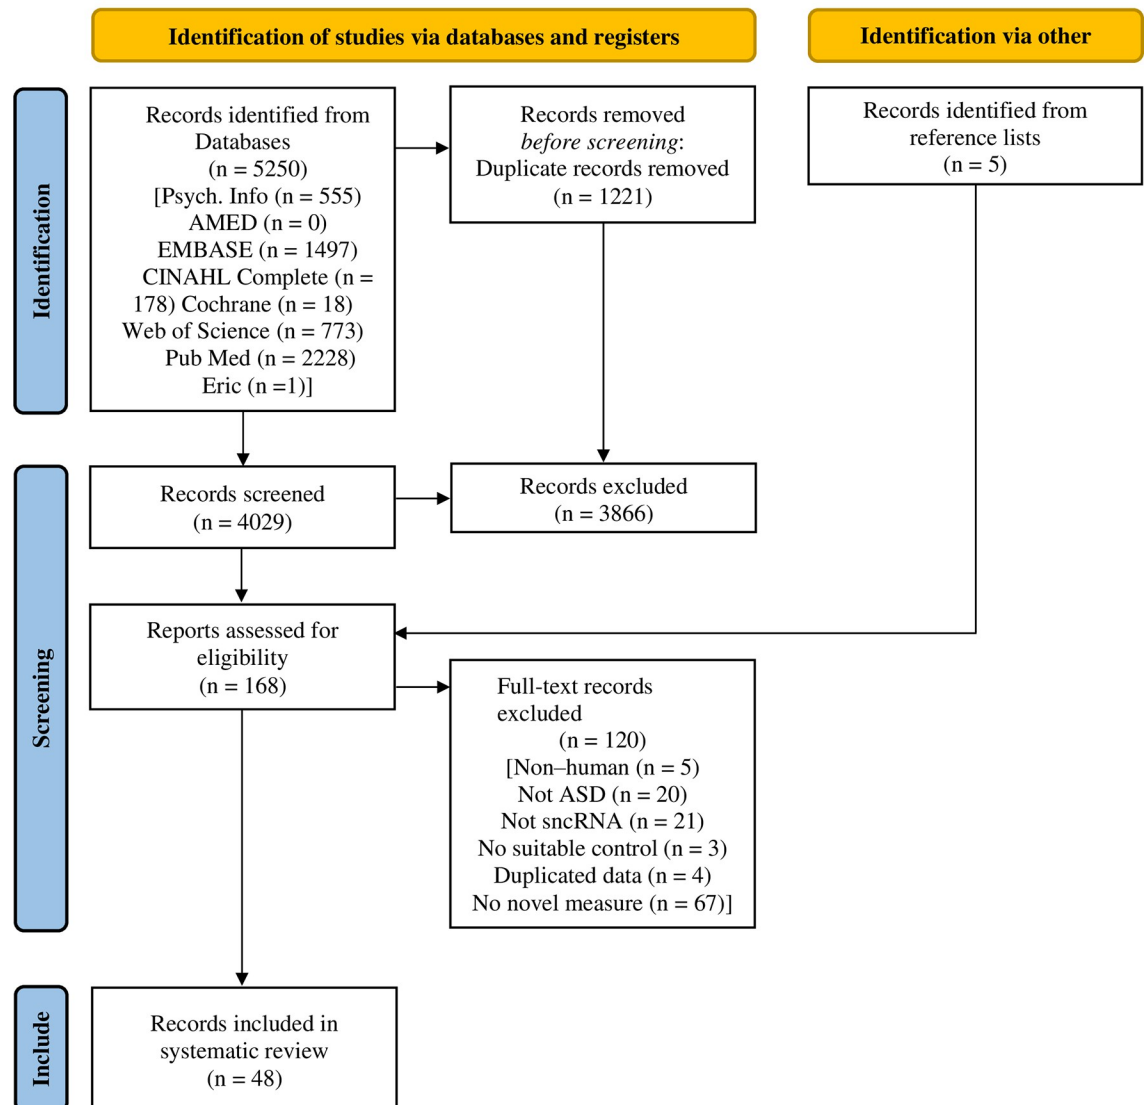 Identification of studies via databases and registers
Identification via other
Identification
Records identified from
Databases
(n = 5250)
[Psych. Info (n = 555)
AMED (n = 0)
EMBASE (n = 1497)
CINAHL Complete (n =
178) Cochrane (n = 18)
Web of Science (n = 773)
Pub Med (n = 2228)
Eric (n =1)]
Records removed
before screening:
Duplicate records removed
(n = 1221)
Records identified from
reference lists
(n = 5)
Screening
Records screened
(n = 4029)
Records excluded
(n = 3866)
Reports assessed for
eligibility
(n = 168)
Full-text records
excluded
(n = 120)
[Non–human (n = 5)
Not ASD (n = 20)
Not sncRNA (n = 21)
No suitable control (n = 3)
Duplicated data (n = 4)
No novel measure (n = 67)]
Include
Records included in
systematic review
(n = 48)